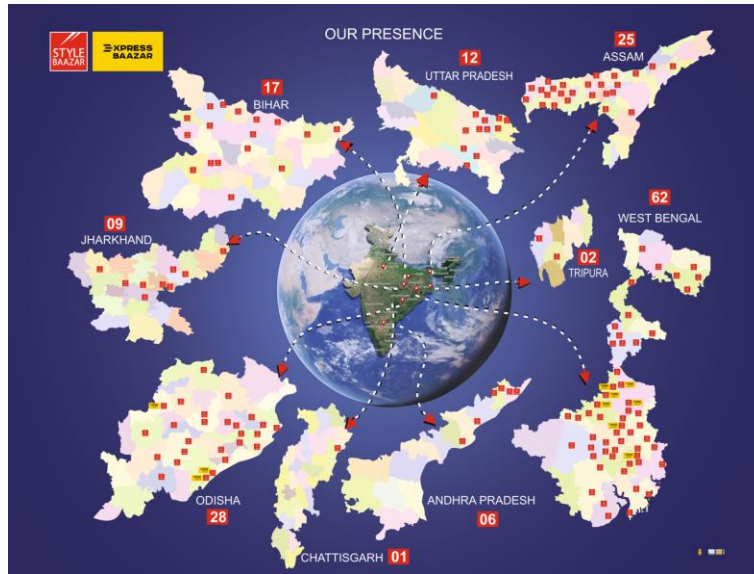 STYLE
BAAZAR
EXPRESS
BAAZAR
OUR PRESENCE
17
BIHAR
12
UTTAR PRADESH
25
ASSAM
09
JHARKHAND
02
TRIPURA
62
WEST BENGAL
ODISHA
28
CHATTISGARH 01
ANDHRA PRADESH
06